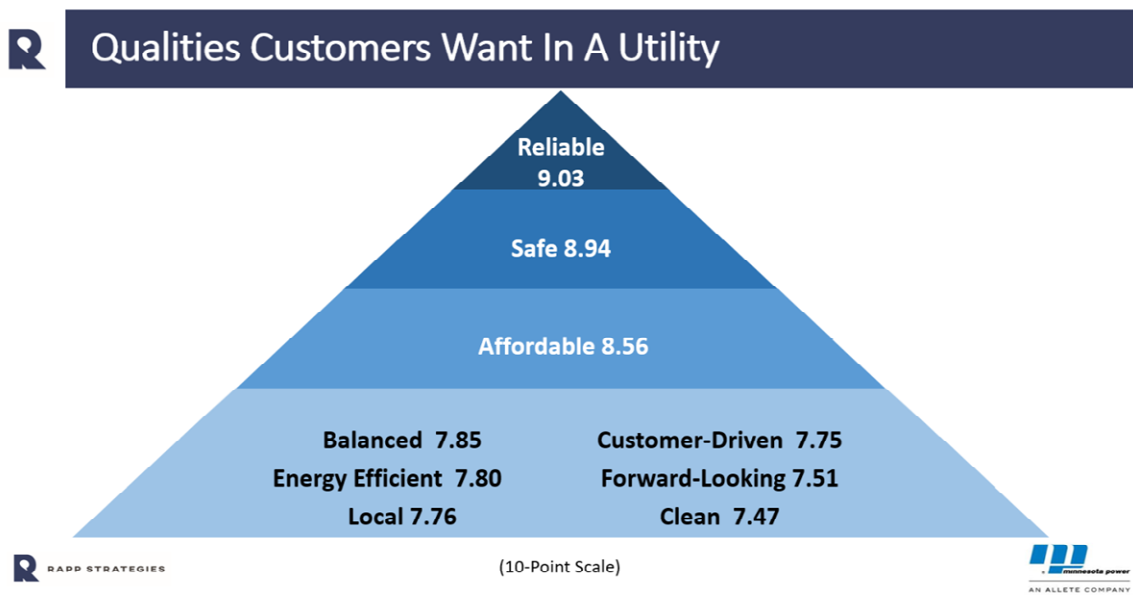 R
Qualities Customers Want In A Utility
Reliable
9.03
Safe 8.94
Affordable 8.56
Balanced 7.85
Energy Efficient 7.80
Local 7.76
Customer-Driven 7.75
Forward-Looking 7.51
Clean 7.47
R RAPP STRATEGIES
(10-Point Scale)
mp
minnesota power
AN ALLETE COMPANY